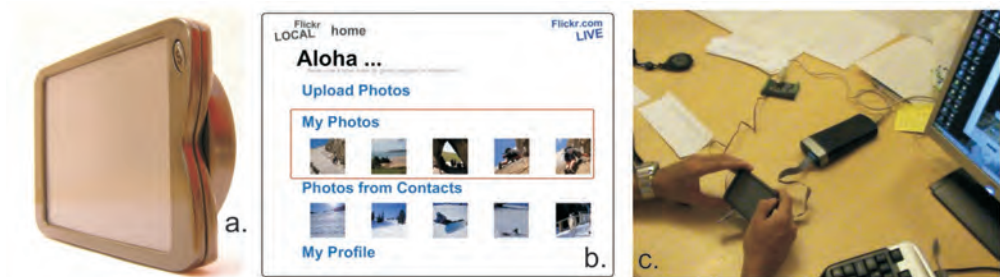 Flickr
LOCAL
home
Flickr.com
LIVE
Aloha ...
Upload Photos
My Photos
Photos from Contacts
My Profile
a.
b.
c.